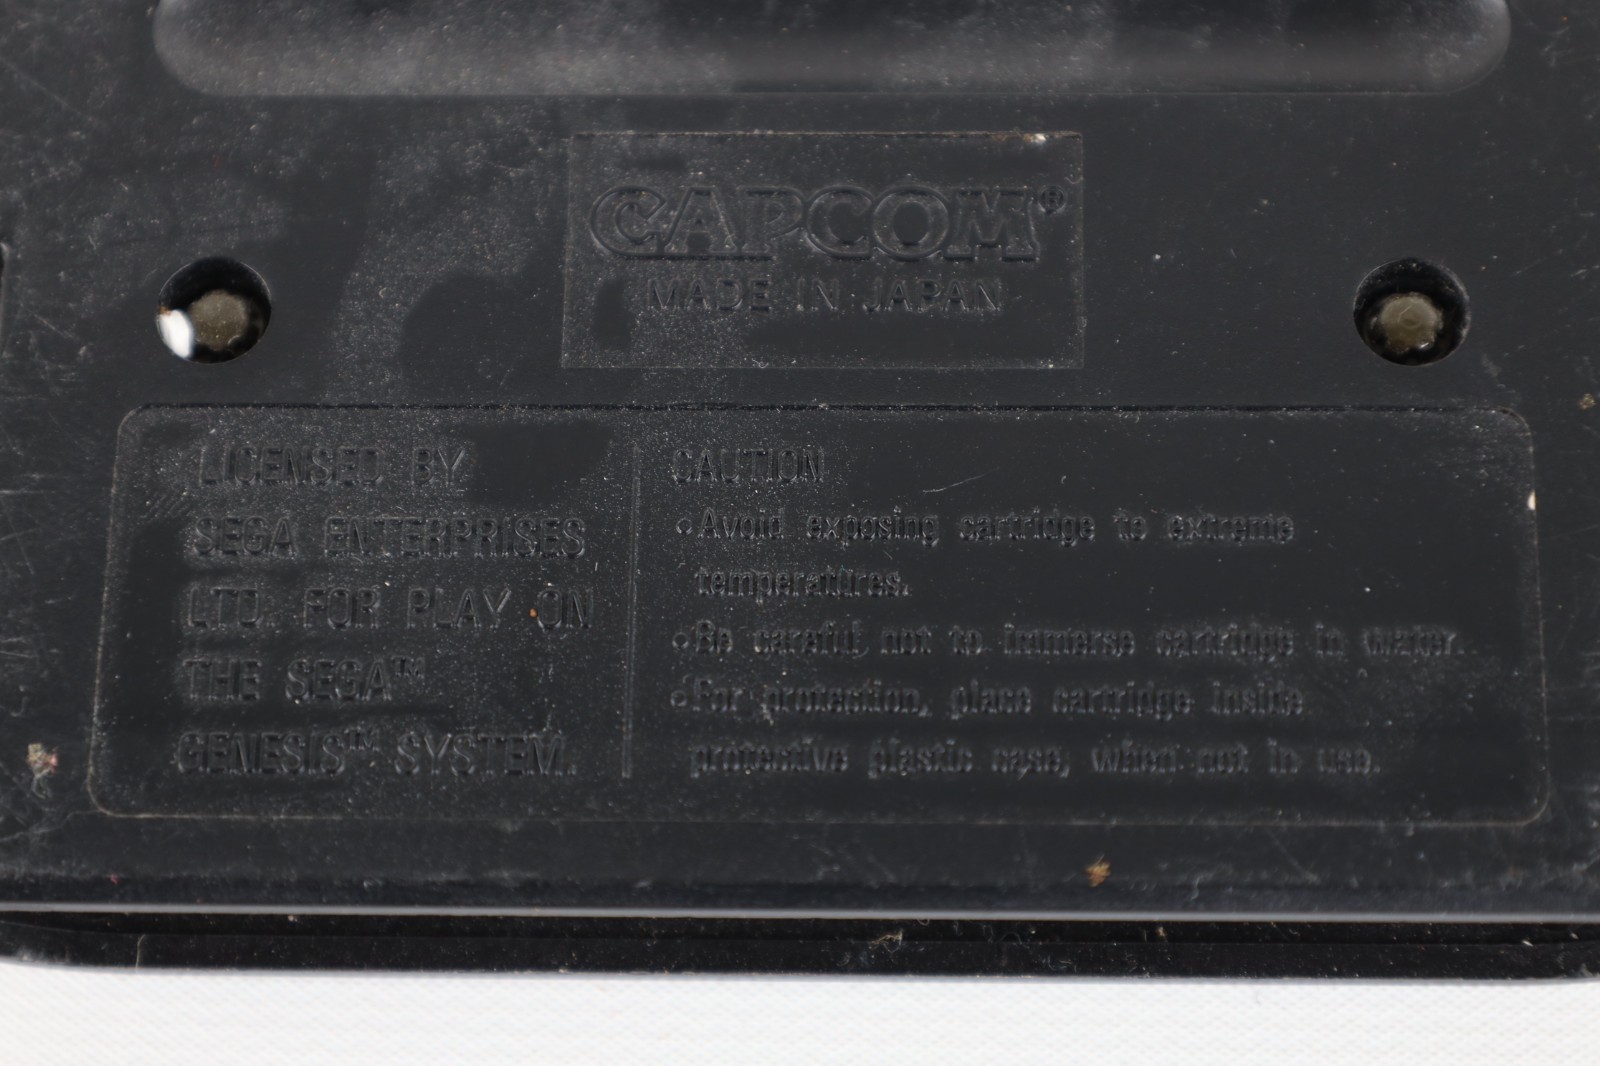 CAPCOM®
MADE IN JAPAN
LICENSED BY
SEGA ENTERPRISES
LTD. FOR PLAY ON
THE SEGA™
GENESIS™ SYSTEM.
CAUTION
•Avoid exposing cartridge to extreme
temperatures.
•Be careful not to immerse cartridge in water.
•For protection, place cartridge inside
protective plastic case, when not in use.